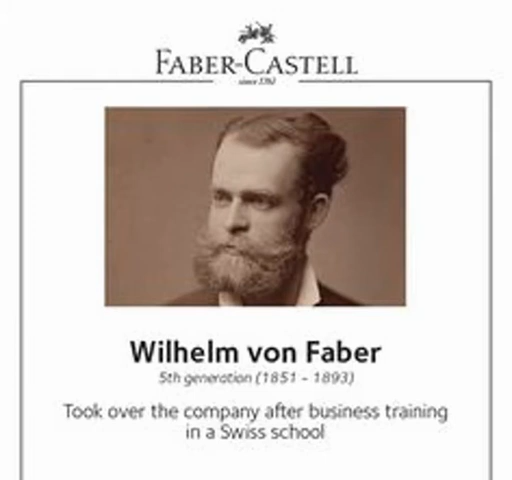 FABER-CASTELL
since 1761
Wilhelm von Faber
5th generation (1851 - 1893)
Took over the company after business training
in a Swiss school